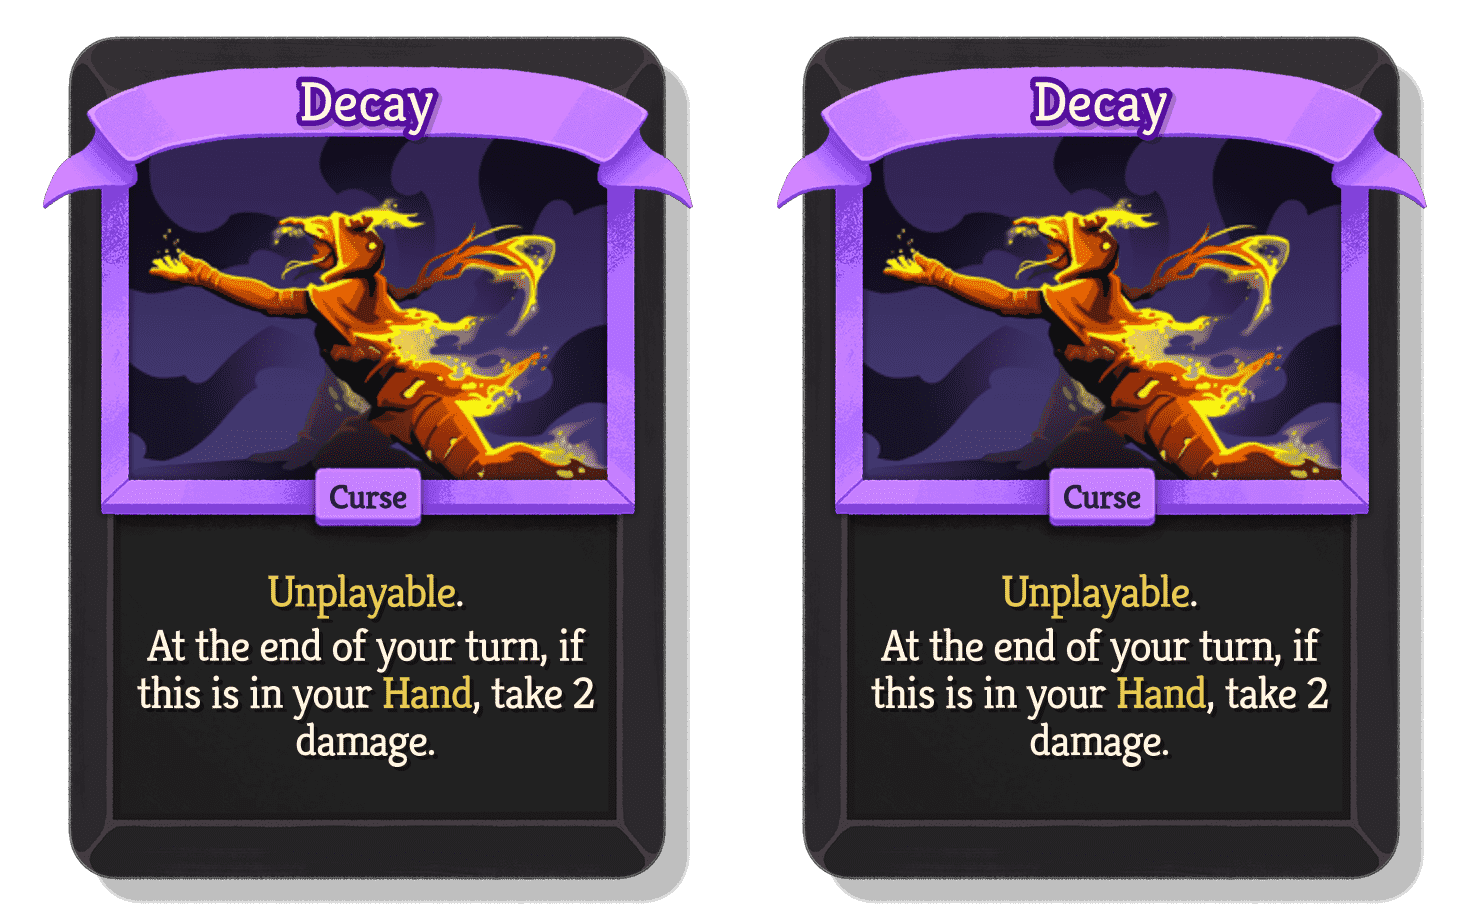 Decay
Curse
Unplayable.
At the end of your turn, if
this is in your Hand, take 2
damage.
Decay
Curse
Unplayable.
At the end of your turn, if
this is in your Hand, take 2
damage.